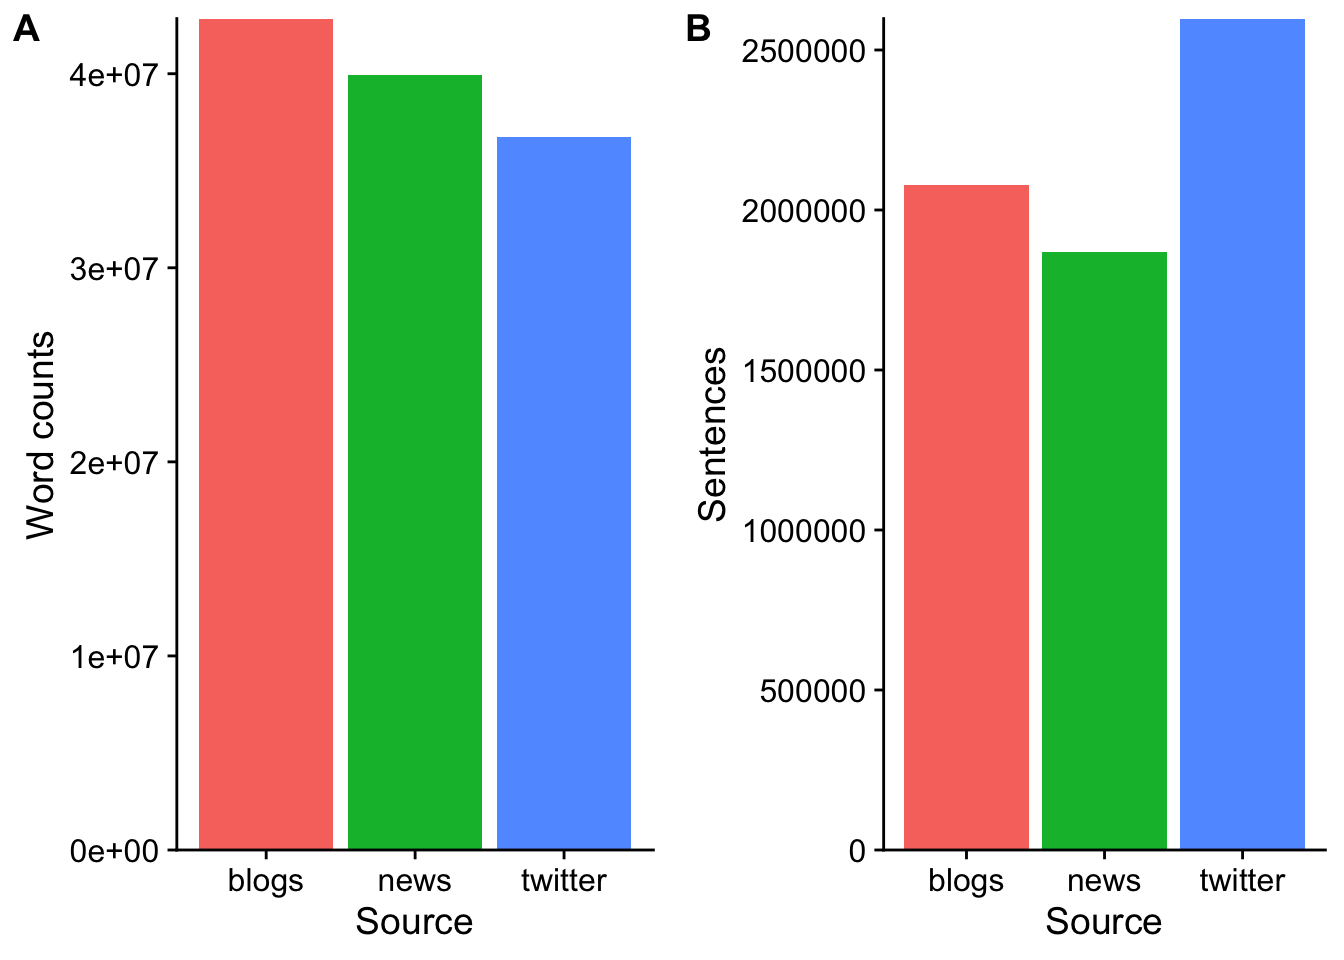 A
Word counts
4e+07
3e+07
2e+07
1e+07
0e+00
blogs news twitter
Source
B
Sentences
2500000
2000000
1500000
1000000
500000
0
blogs news twitter
Source